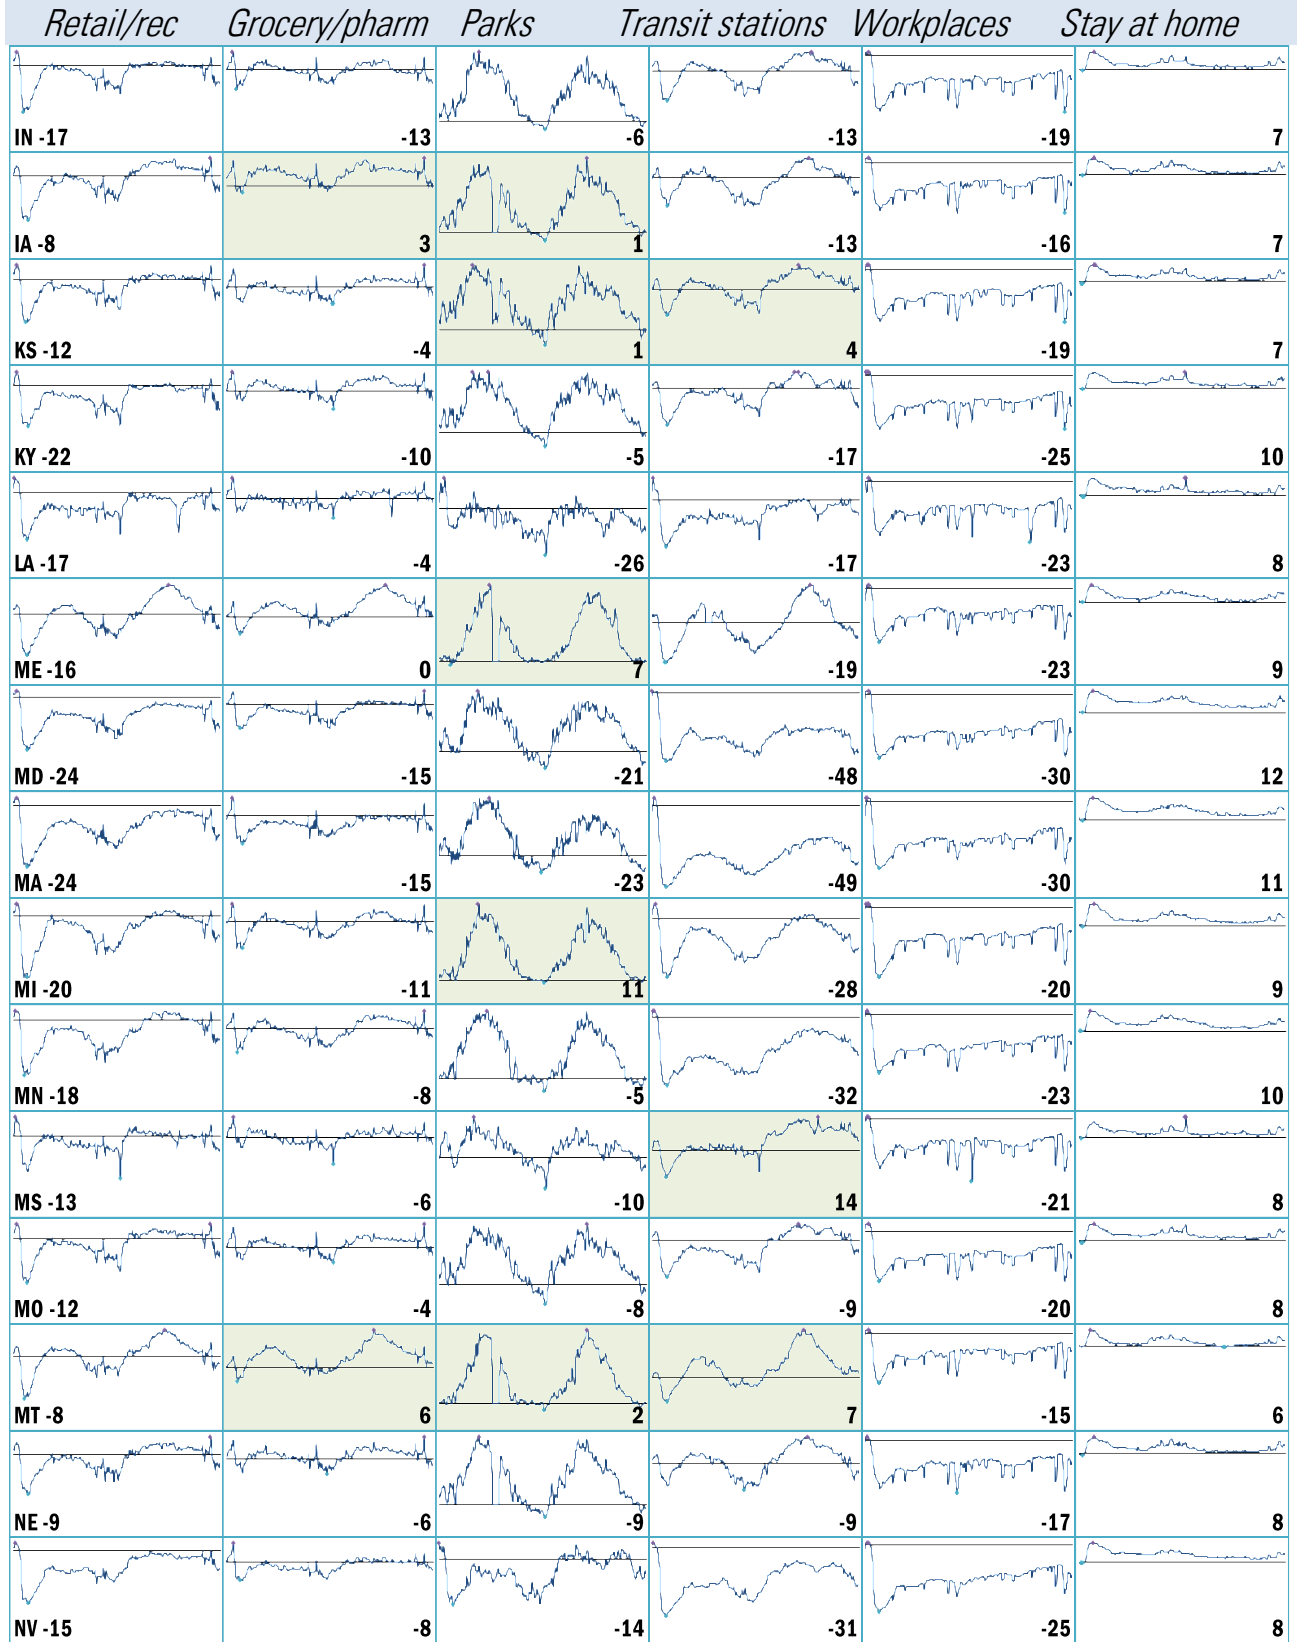 Retail/rec Grocery/pharm Parks Transit stations Workplaces Stay at home
IN -17 -13 -6 -13 -19 7
IA -8 3 1 -13 -16 7
KS -12 -4 1 4 -19 7
KY -22 -10 -5 -17 -25 10
LA -17 -4 -26 -17 -23 8
ME -16 0 7 -19 -23 9
MD -24 -15 -21 -48 -30 12
MA -24 -15 -23 -49 -30 11
MI -20 -11 11 -28 -20 9
MN -18 -8 -5 -32 -23 10
MS -13 -6 -10 14 -21 8
MO -12 -4 -8 -9 -20 8
MT -8 6 2 7 -15 6
NE -9 -6 -9 -9 -17 8
NV -15 -8 -14 -31 -25 8